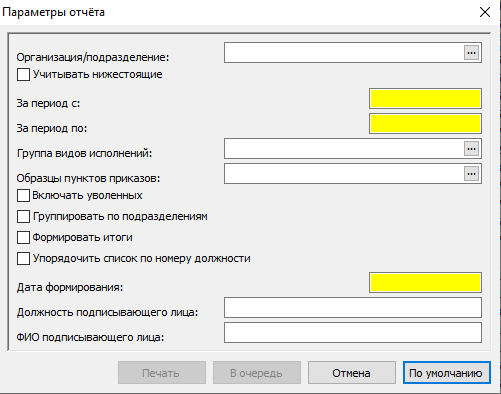 Параметры отчёта
Организация/подразделение: ...
Учитывать нижестоящие
За период с:
За период по:
Группа видов исполнений: ...
Образцы пунктов приказов: ...
Включать уволенных
Группировать по подразделениям
Формировать итоги
Упорядочить список по номеру должности
Дата формирования:
Должность подписывающего лица:
ФИО подписывающего лица:
Печать В очередь Отмена По умолчанию